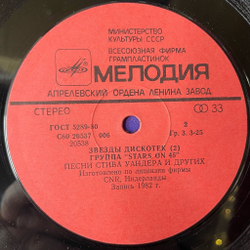 МИНИСТЕРСТВО
КУЛЬТУРЫ СССР
ВСЕСОЮЗНАЯ ФИРМА
ГРАМПЛАСТИНОК
МЕЛОДИЯ
АПРЕЛЕВСКИЙ ОРДЕНА ЛЕНИНА ЗАВОД
СТЕРЕО 33
ГОСТ 5289-80 2
С60 20537 006 Гр. 3. 3-25
20538
ЗВЕЗДЫ ДИСКОТЕК (2)
ГРУППА "STARS ON 45"
ПЕСНИ СТИВА УАНДЕРА И ДРУГИХ
Изготовлено по лицензии фирмы
CNR, Нидерланды
Запись 1982 г.